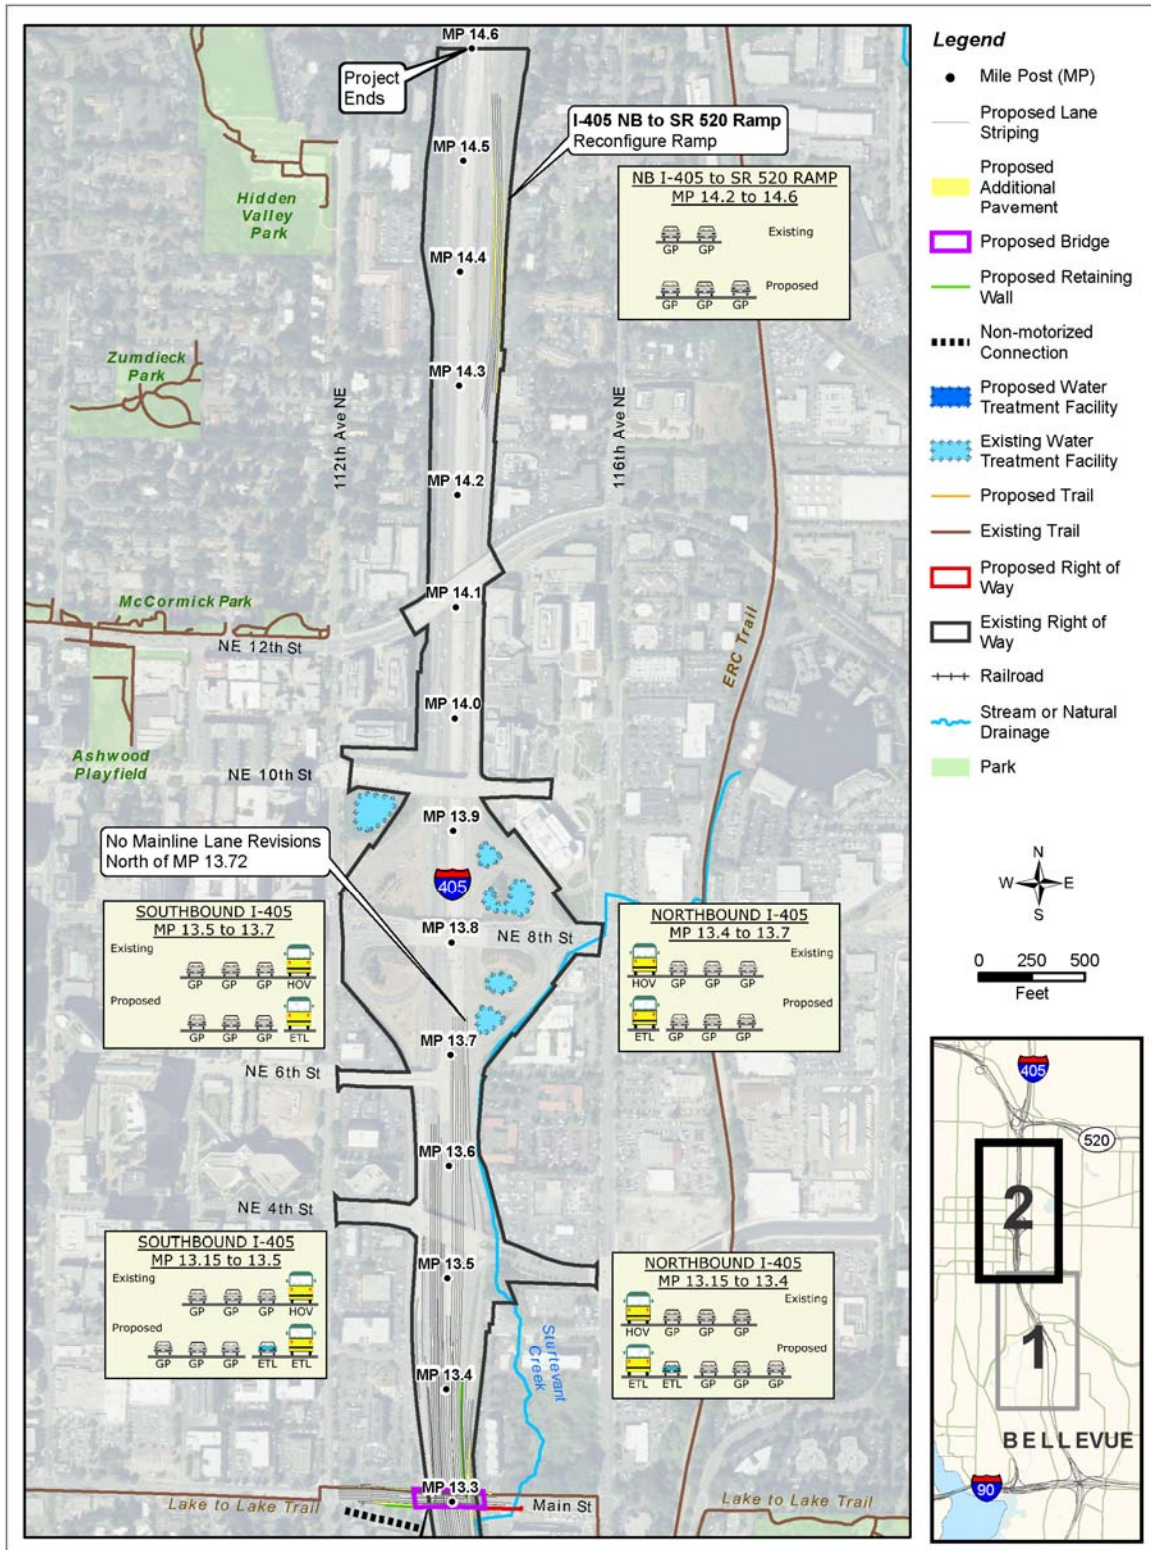 MP 14.6
Project
Ends
I-405 NB to SR 520 Ramp
Reconfigure Ramp
MP 14.5
NB I-405 to SR 520 RAMP
MP 14.2 to 14.6
Existing
GP GP
Proposed
GP GP GP
Hidden
Valley
Park
MP 14.4
Zumdieck
Park
MP 14.3
112th Ave NE
116th Ave NE
MP 14.2
McCormick Park
MP 14.1
NE 12th St
ERC Trail
MP 14.0
Ashwood
Playfield
NE 10th St
MP 13.9
No Mainline Lane Revisions
North of MP 13.72
405
SOUTHBOUND I-405
MP 13.5 to 13.7
Existing
GP GP GP HOV
Proposed
GP GP GP ETL
MP 13.8
NE 8th St
NORTHBOUND I-405
MP 13.4 to 13.7
Existing
HOV GP GP GP
Proposed
ETL GP GP GP
MP 13.7
NE 6th St
MP 13.6
NE 4th St
SOUTHBOUND I-405
MP 13.15 to 13.5
Existing
GP GP GP HOV
Proposed
GP GP GP ETL ETL
MP 13.5
NORTHBOUND I-405
MP 13.15 to 13.4
Existing
HOV GP GP GP
Proposed
ETL ETL GP GP GP
Sturtevant
Creek
MP 13.4
MP 13.3
Lake to Lake Trail
Main St
Lake to Lake Trail
Legend
Mile Post (MP)
Proposed Lane
Striping
Proposed
Additional
Pavement
Proposed Bridge
Proposed Retaining
Wall
Non-motorized
Connection
Proposed Water
Treatment Facility
Existing Water
Treatment Facility
Proposed Trail
Existing Trail
Proposed Right of
Way
Existing Right of
Way
Railroad
Stream or Natural
Drainage
Park
N
W E
S
0 250 500
Feet
405
520
2
1
BELLEVUE
90